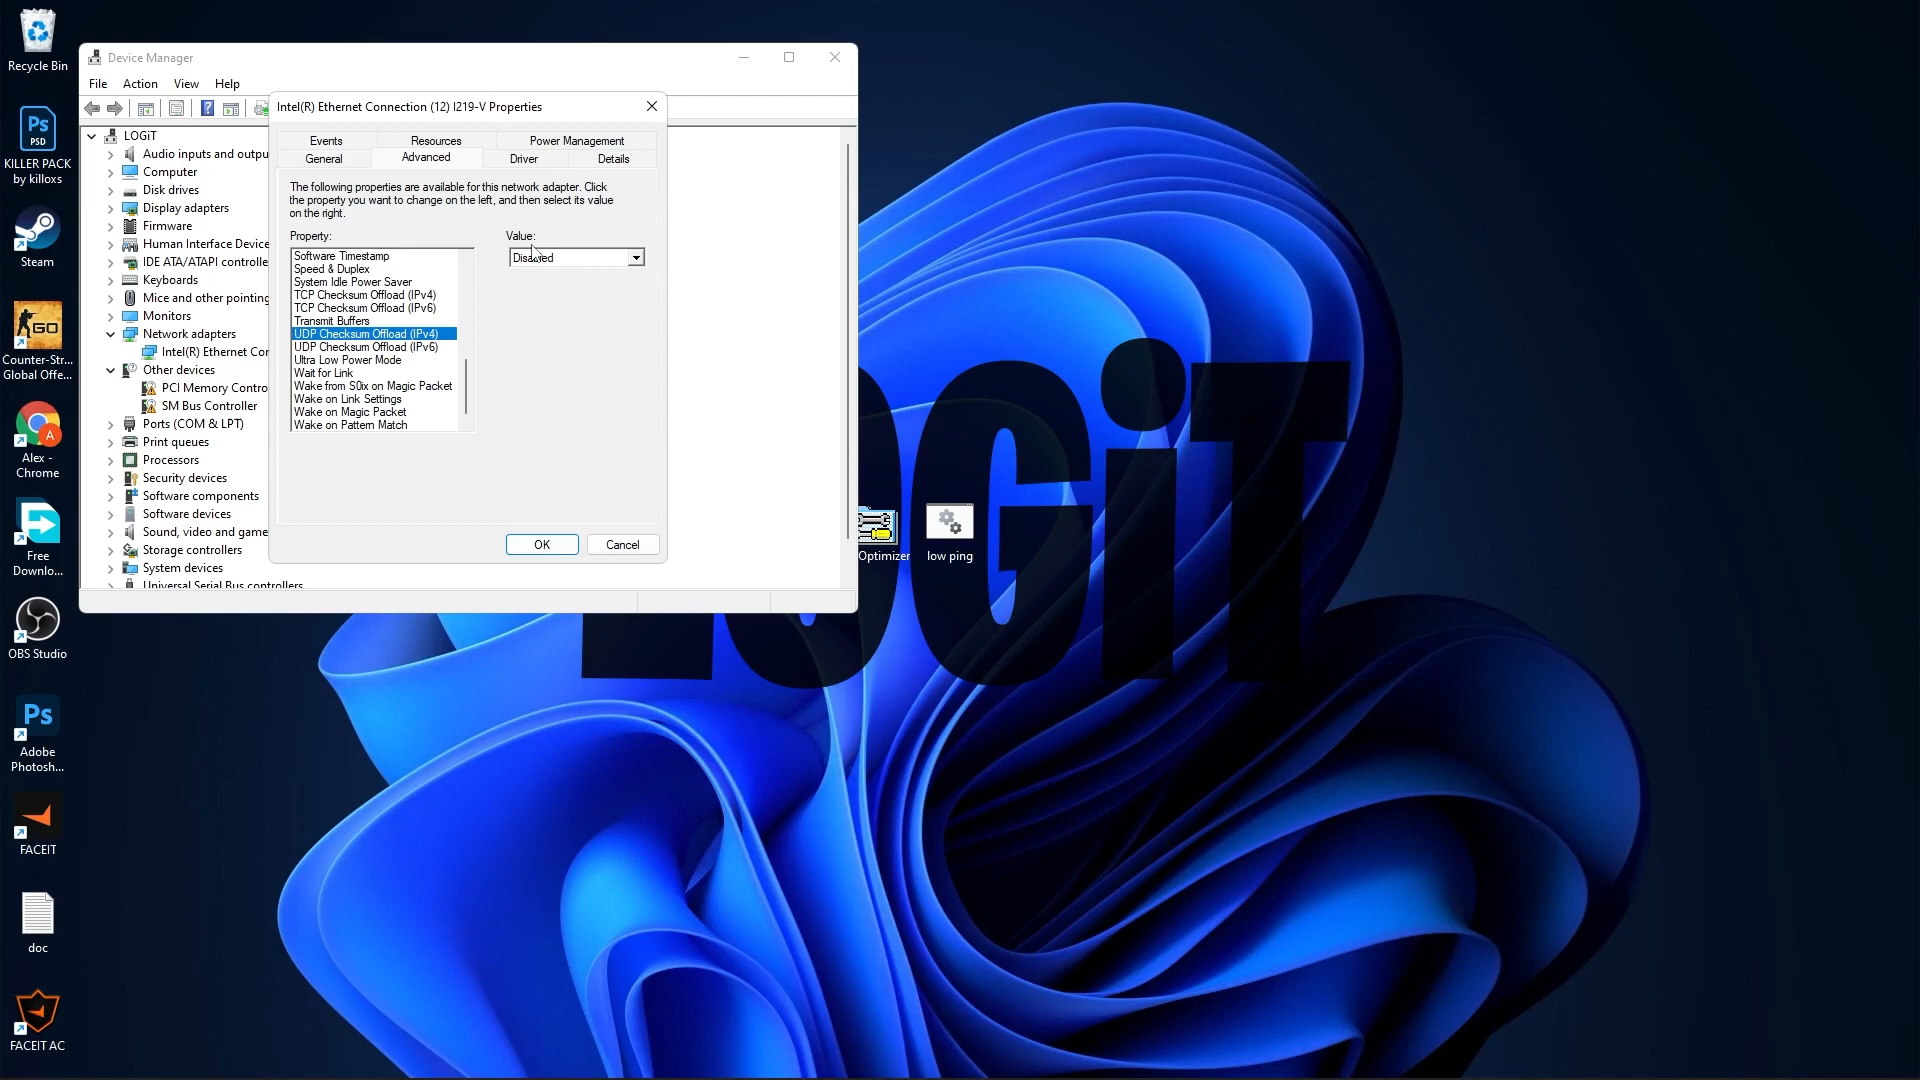 Recycle Bin
KILLER PACK
by killoxs
Steam
Counter-Str...
Global Offe...
Alex -
Chrome
Free
Downlo...
OBS Studio
Adobe
Photosh...
FACEIT
doc
FACEIT AC
Ps
PSD
GO
A
Ps
Device Manager
File
Action
View
Help
LOGiT
Audio inputs and outpu
Computer
Disk drives
Display adapters
Firmware
Human Interface Device
IDE ATA/ATAPI controlle
Keyboards
Mice and other pointing
Monitors
Network adapters
Intel(R) Ethernet Cor
Other devices
PCI Memory Contro
SM Bus Controller
Ports (COM & LPT)
Print queues
Processors
Security devices
Software components
Software devices
Sound, video and game
Storage controllers
System devices
Universal Serial Bus controllers
Intel(R) Ethernet Connection (12) I219-V Properties
Events
Resources
Power Management
General
Advanced
Driver
Details
The following properties are available for this network adapter. Click
the property you want to change on the left, and then select its value
on the right.
Property:
Value:
Software Timestamp
Speed & Duplex
System Idle Power Saver
TCP Checksum Offload (IPv4)
TCP Checksum Offload (IPv6)
Transmit Buffers
UDP Checksum Offload (IPv4)
UDP Checksum Offload (IPv6)
Ultra Low Power Mode
Wait for Link
Wake from S0ix on Magic Packet
Wake on Link Settings
Wake on Magic Packet
Wake on Pattern Match
Disabled
OK
Cancel
Optimizer
low ping
LOGiT